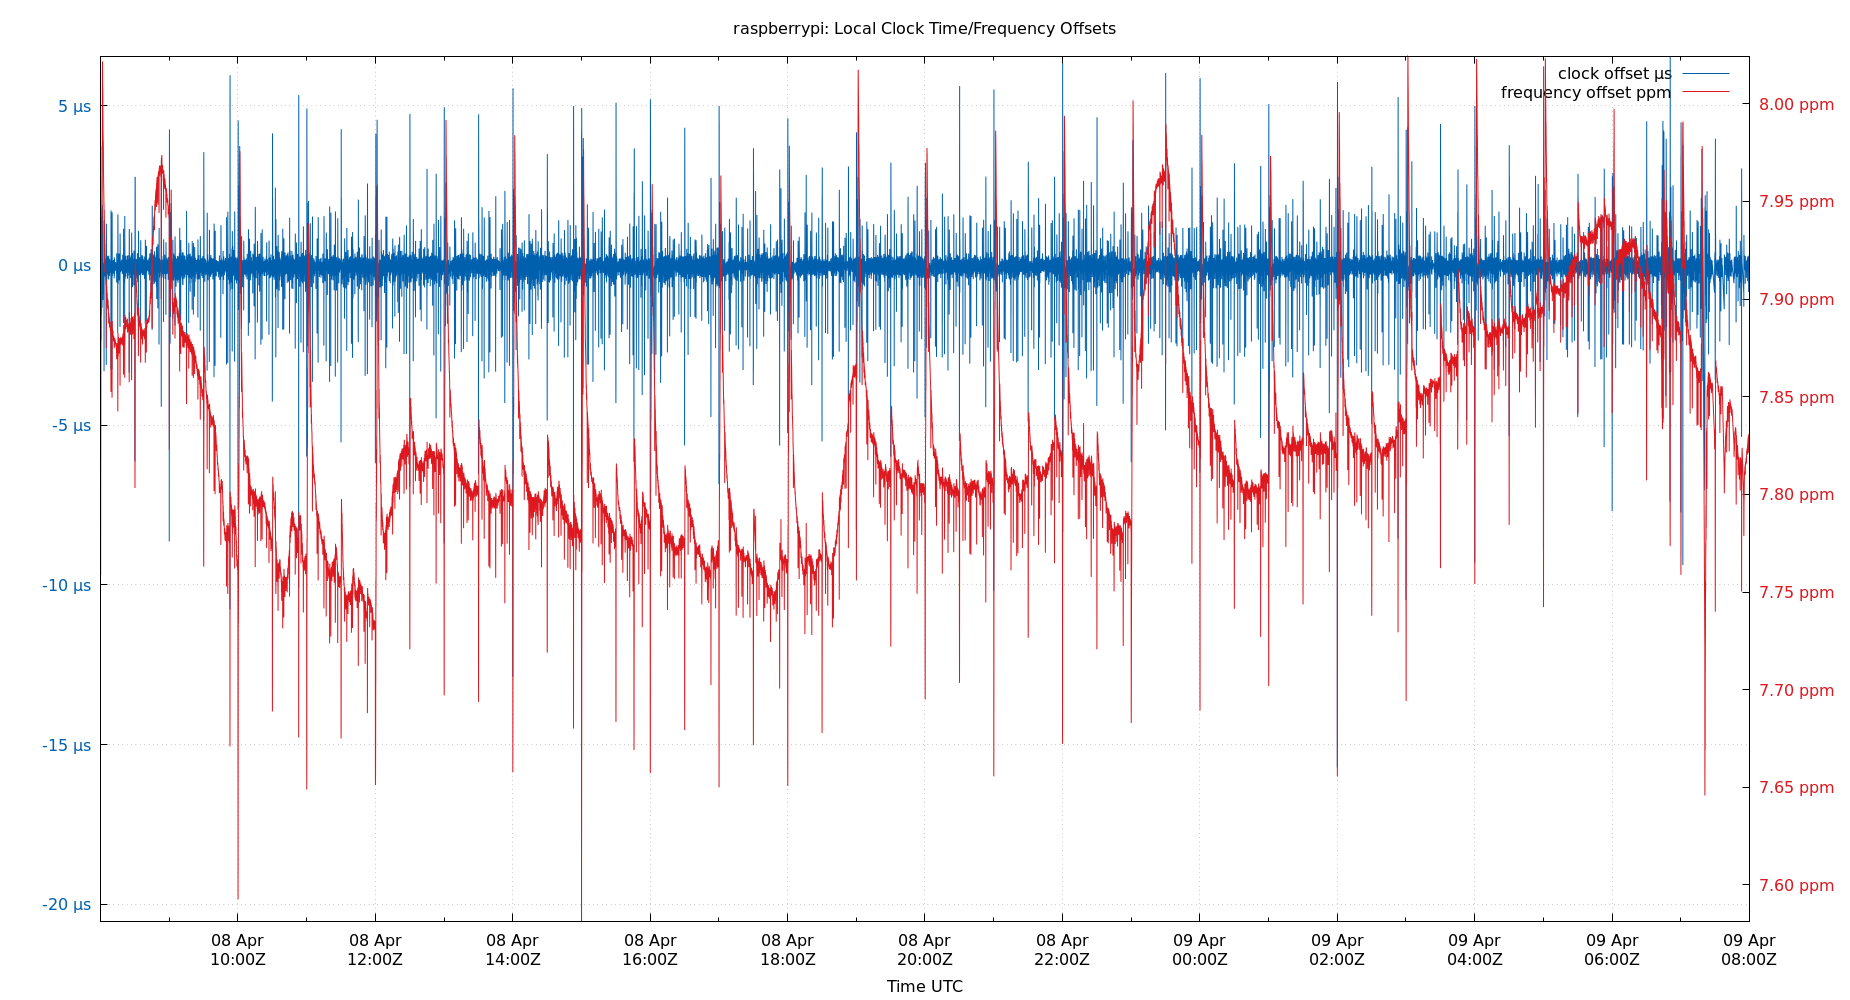 raspberrypi: Local Clock Time/Frequency Offsets
clock offset µs
frequency offset ppm
5 µs
0 µs
-5 µs
-10 µs
-15 µs
-20 µs
8.00 ppm
7.95 ppm
7.90 ppm
7.85 ppm
7.80 ppm
7.75 ppm
7.70 ppm
7.65 ppm
7.60 ppm
08 Apr 08 Apr 08 Apr 08 Apr 08 Apr 08 Apr 08 Apr 09 Apr 09 Apr 09 Apr 09 Apr 09 Apr
10:00Z 12:00Z 14:00Z 16:00Z 18:00Z 20:00Z 22:00Z 00:00Z 02:00Z 04:00Z 06:00Z 08:00Z
Time UTC